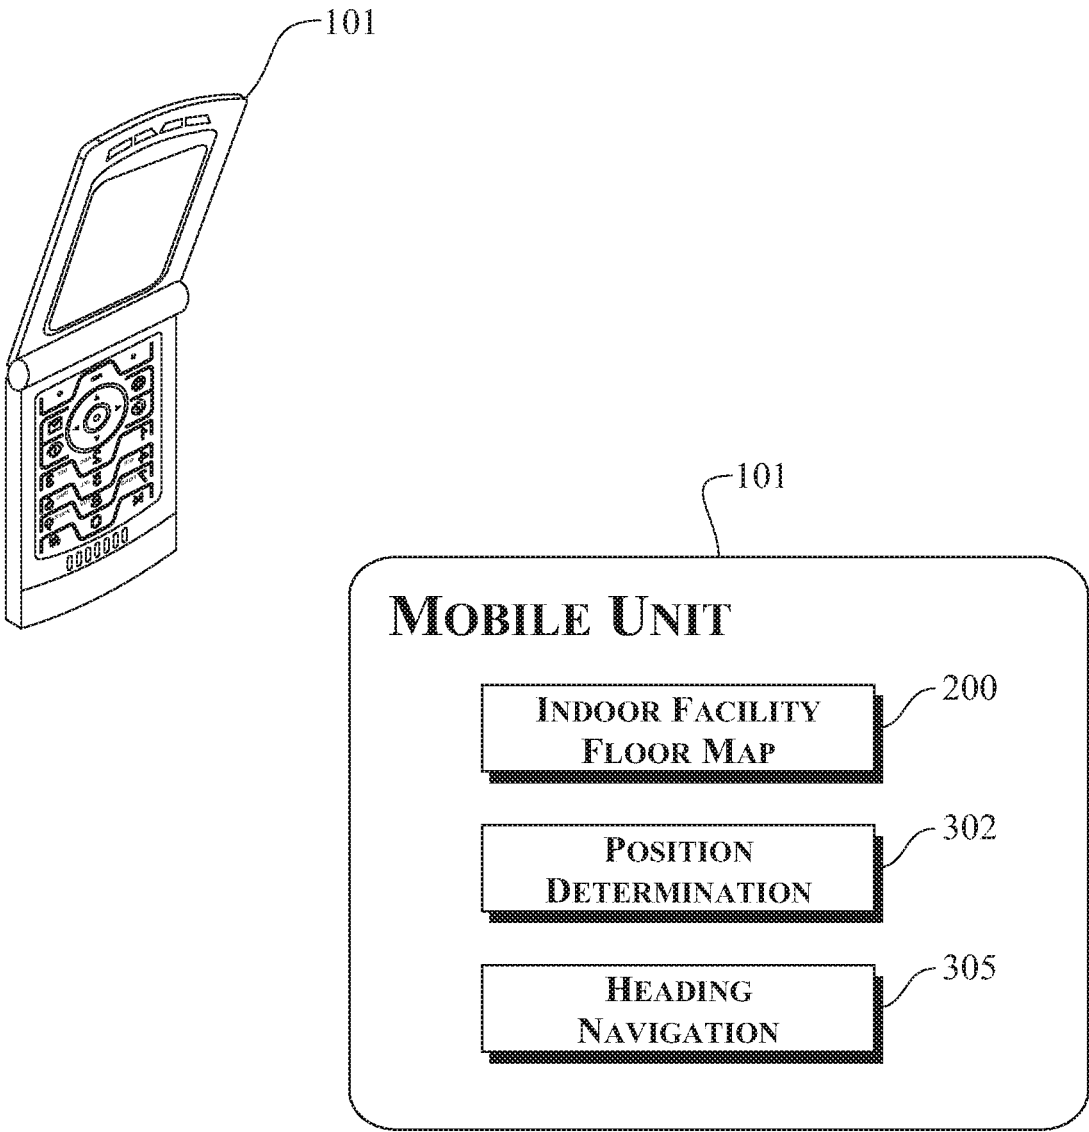 101
101
MOBILE UNIT
INDOOR FACILITY
FLOOR MAP
200
POSITION
DETERMINATION
302
HEADING
NAVIGATION
305